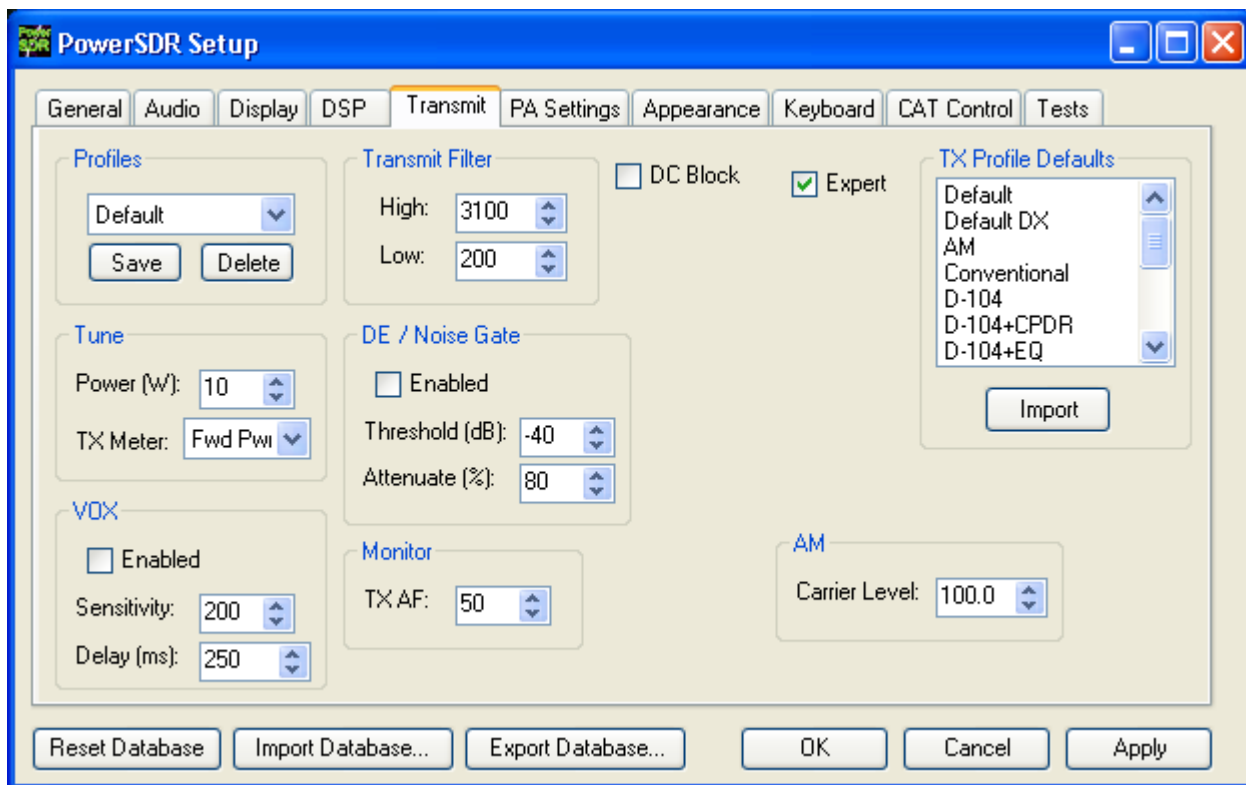 Power SDR PowerSDR Setup
General Audio Display DSP Transmit PA Settings Appearance Keyboard CAT Control Tests
Profiles
Default
Save Delete
Transmit Filter
High: 3100
Low: 200
DC Block
Expert
TX Profile Defaults
Default
Default DX
AM
Conventional
D-104
D-104+CPDR
D-104+EQ
Import
Tune
Power (W): 10
TX Meter: Fwd Pwr
DE / Noise Gate
Enabled
Threshold (dB): -40
Attenuate (%): 80
VOX
Enabled
Sensitivity: 200
Delay (ms): 250
Monitor
TX AF: 50
AM
Carrier Level: 100.0
Reset Database Import Database... Export Database... OK Cancel Apply